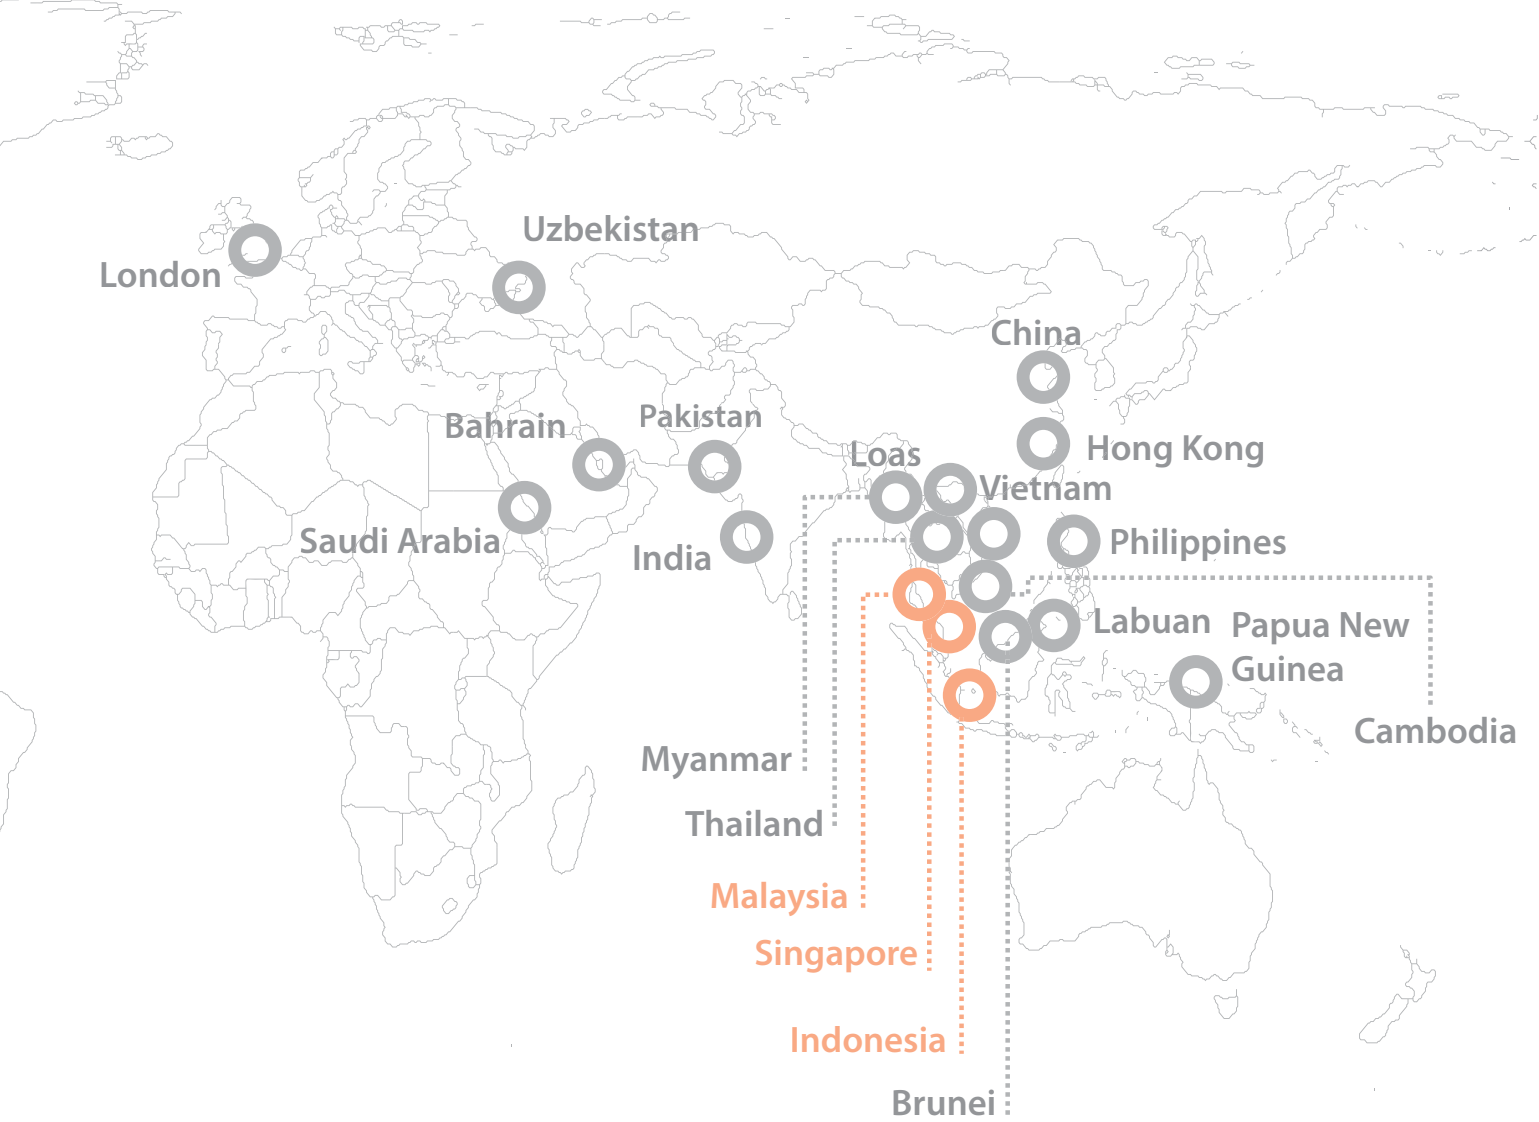 Uzbekistan
London
China
Bahrain
Pakistan
Hong Kong
Loas
Vietnam
Saudi Arabia
India
Philippines
Labuan
Papua New
Guinea
Cambodia
Myanmar
Thailand
Malaysia
Singapore
Indonesia
Brunei